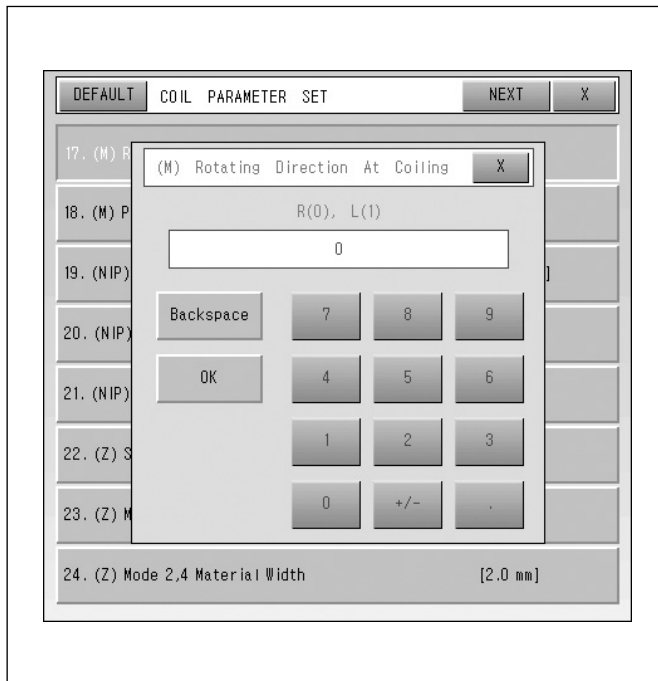 DEFAULT COIL PARAMETER SET NEXT X
17. (M) R
(M) Rotating Direction At Coiling X
R(0), L(1)
18. (M) P
0
19. (NIP) ]
Backspace 7 8 9
20. (NIP)
OK 4 5 6
21. (NIP)
1 2 3
22. (Z) S
0 +/- .
23. (Z) M
24. (Z) Mode 2,4 Material Width [2.0 mm]